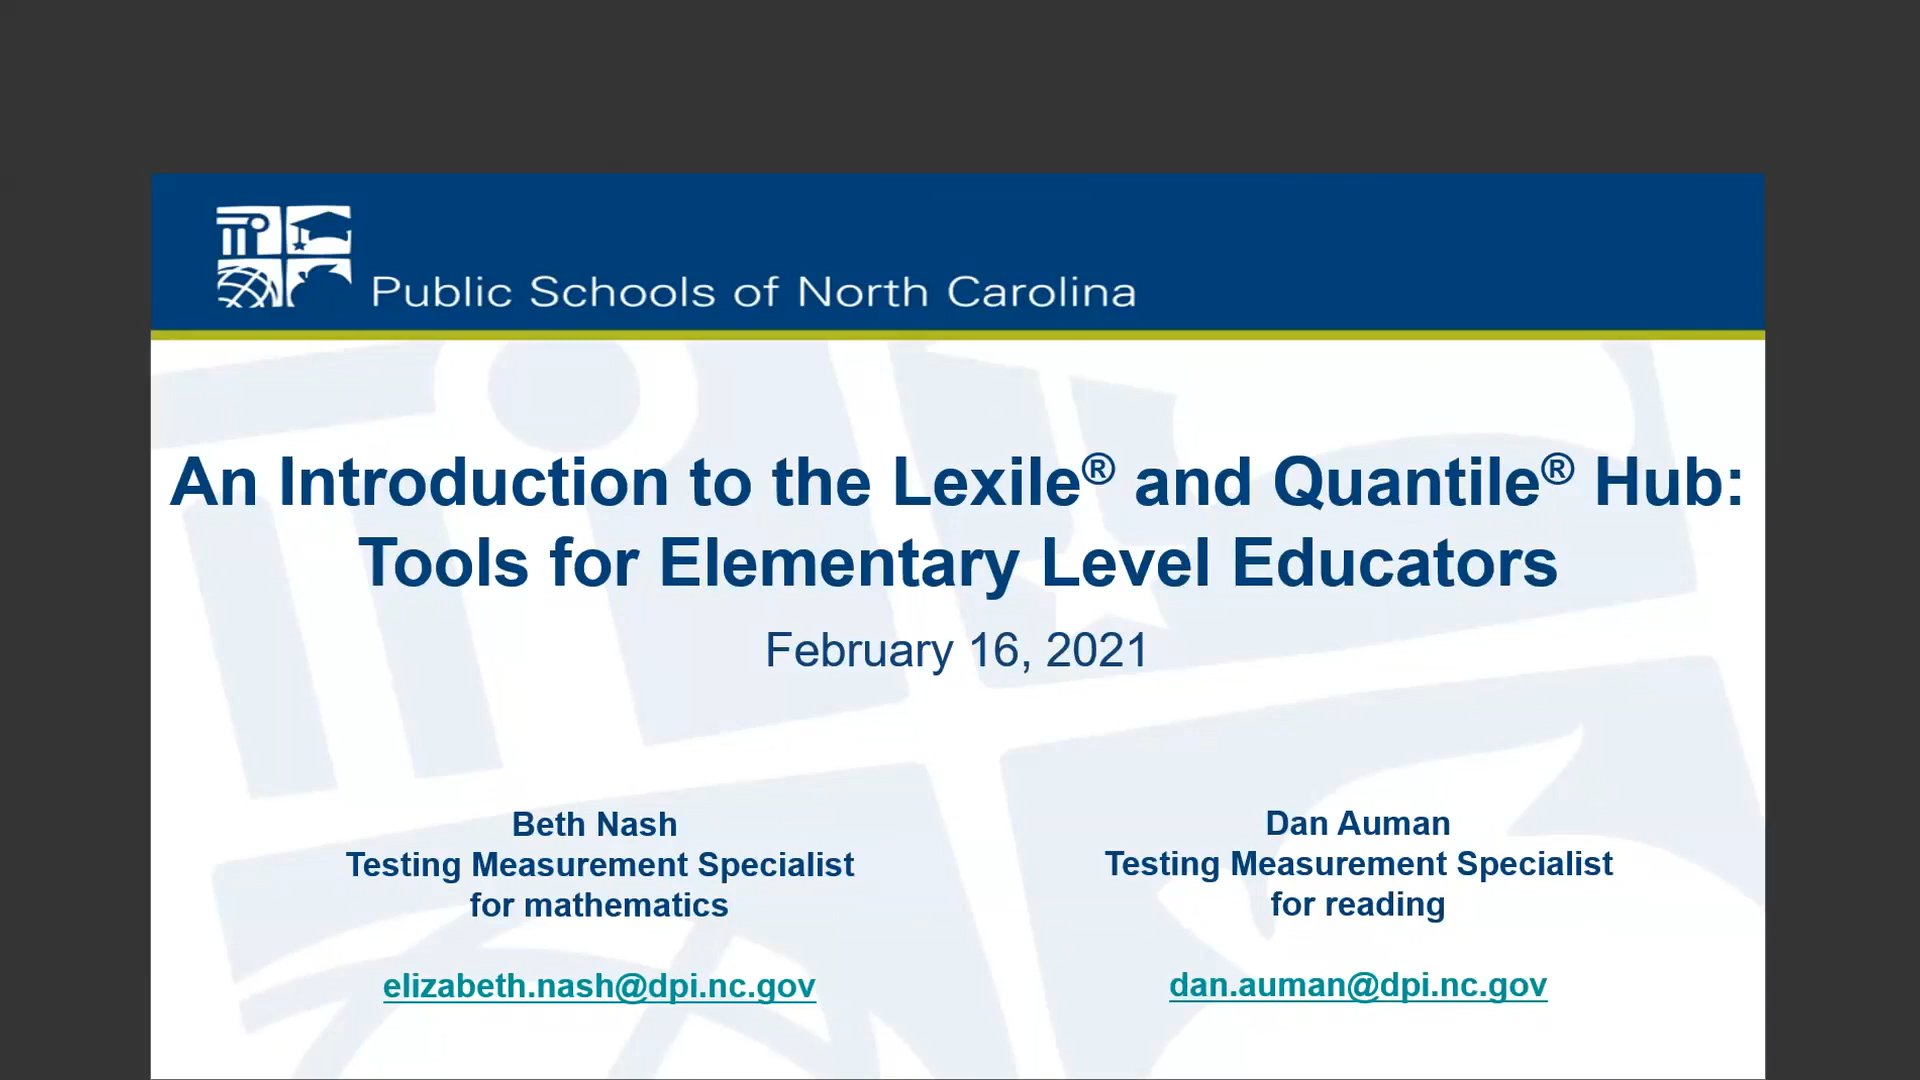 Public Schools of North Carolina
An Introduction to the Lexile® and Quantile® Hub:
Tools for Elementary Level Educators
February 16, 2021
Beth Nash
Testing Measurement Specialist
for mathematics
elizabeth.nash@dpi.nc.gov
Dan Auman
Testing Measurement Specialist
for reading
dan.auman@dpi.nc.gov